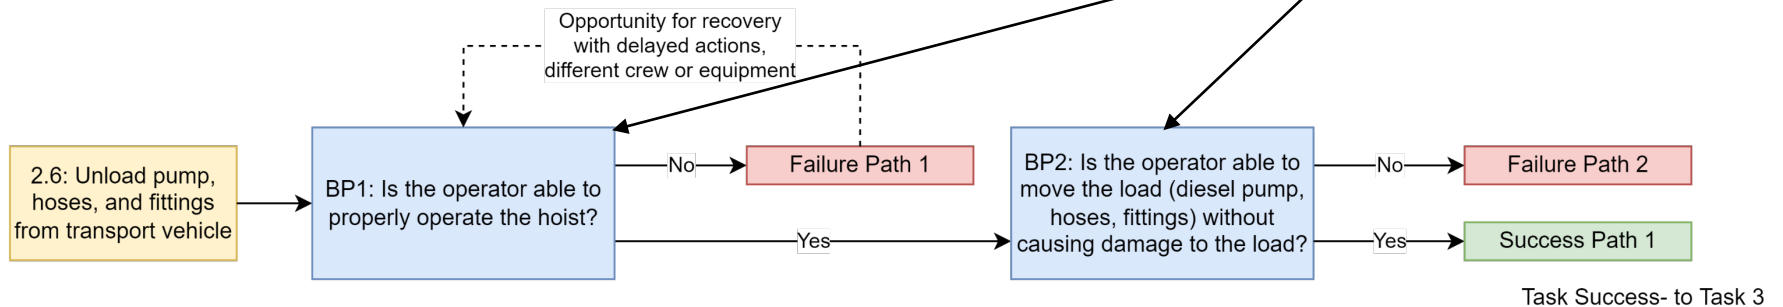 Opportunity for recovery
with delayed actions,
different crew or equipment
2.6: Unload pump,
hoses, and fittings
from transport vehicle
BP1: Is the operator able to
properly operate the hoist?
No
Failure Path 1
Yes
BP2: Is the operator able to
move the load (diesel pump,
hoses, fittings) without
causing damage to the load?
No
Failure Path 2
Yes
Success Path 1
Task Success- to Task 3